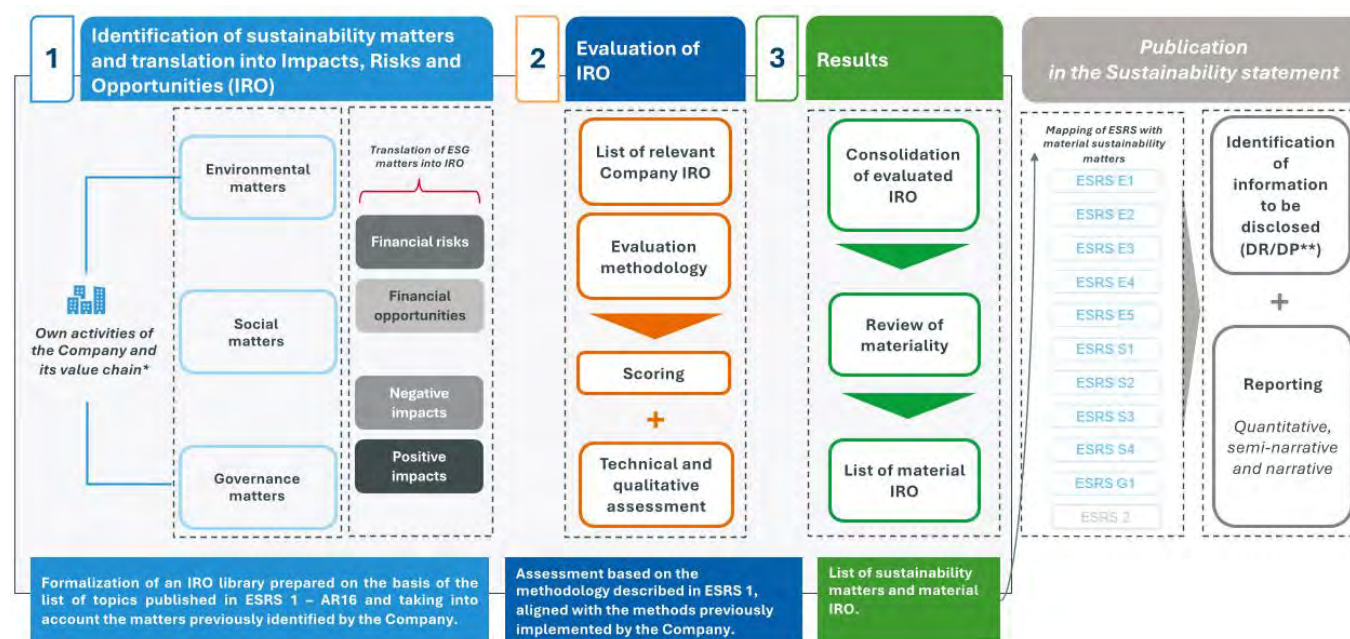 1
Identification of sustainability matters
and translation into Impacts, Risks and
Opportunities (IRO)
2
Evaluation of
IRO
3
Results
Publication
in the Sustainability statement
Own activities of
the Company and
its value chain*
Environmental
matters
Social
matters
Governance
matters
Translation of ESG
matters into IRO
Financial risks
Financial
opportunities
Negative
impacts
Positive
impacts
List of relevant
Company IRO
Evaluation
methodology
Scoring
+
Technical and
qualitative
assessment
Consolidation
of evaluated
IRO
Review of
materiality
List of material
IRO
Mapping of ESRS with
material sustainability
matters
ESRS E1
ESRS E2
ESRS E3
ESRS E4
ESRS E5
ESRS S1
ESRS S2
ESRS S3
ESRS S4
ESRS G1
ESRS 2
Identification
of
information
to be
disclosed
(DR/DP**)
+
Reporting
Quantitative,
semi-narrative
and narrative
Formalization of an IRO library prepared on the basis of the
list of topics published in ESRS 1 – AR16 and taking into
account the matters previously identified by the Company.
Assessment based on the
methodology described in ESRS 1,
aligned with the methods previously
implemented by the Company.
List of sustainability
matters and material
IRO.